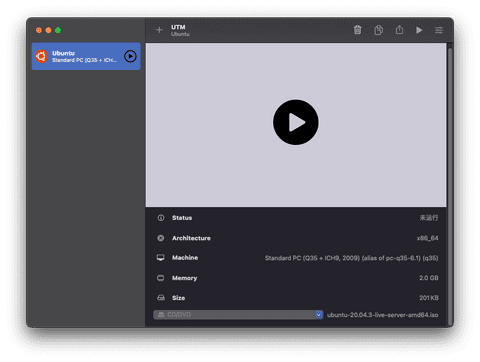 UTM
Ubuntu
Ubuntu
Standard PC (Q35 + ICH...
Status 未运行
Architecture x86_64
Machine Standard PC (Q35 + ICH9, 2009) (alias of pc-q35-6.1) (q35)
Memory 2.0 GB
Size 201 KB
CD/DVD ubuntu-20.04.3-live-server-amd64.iso